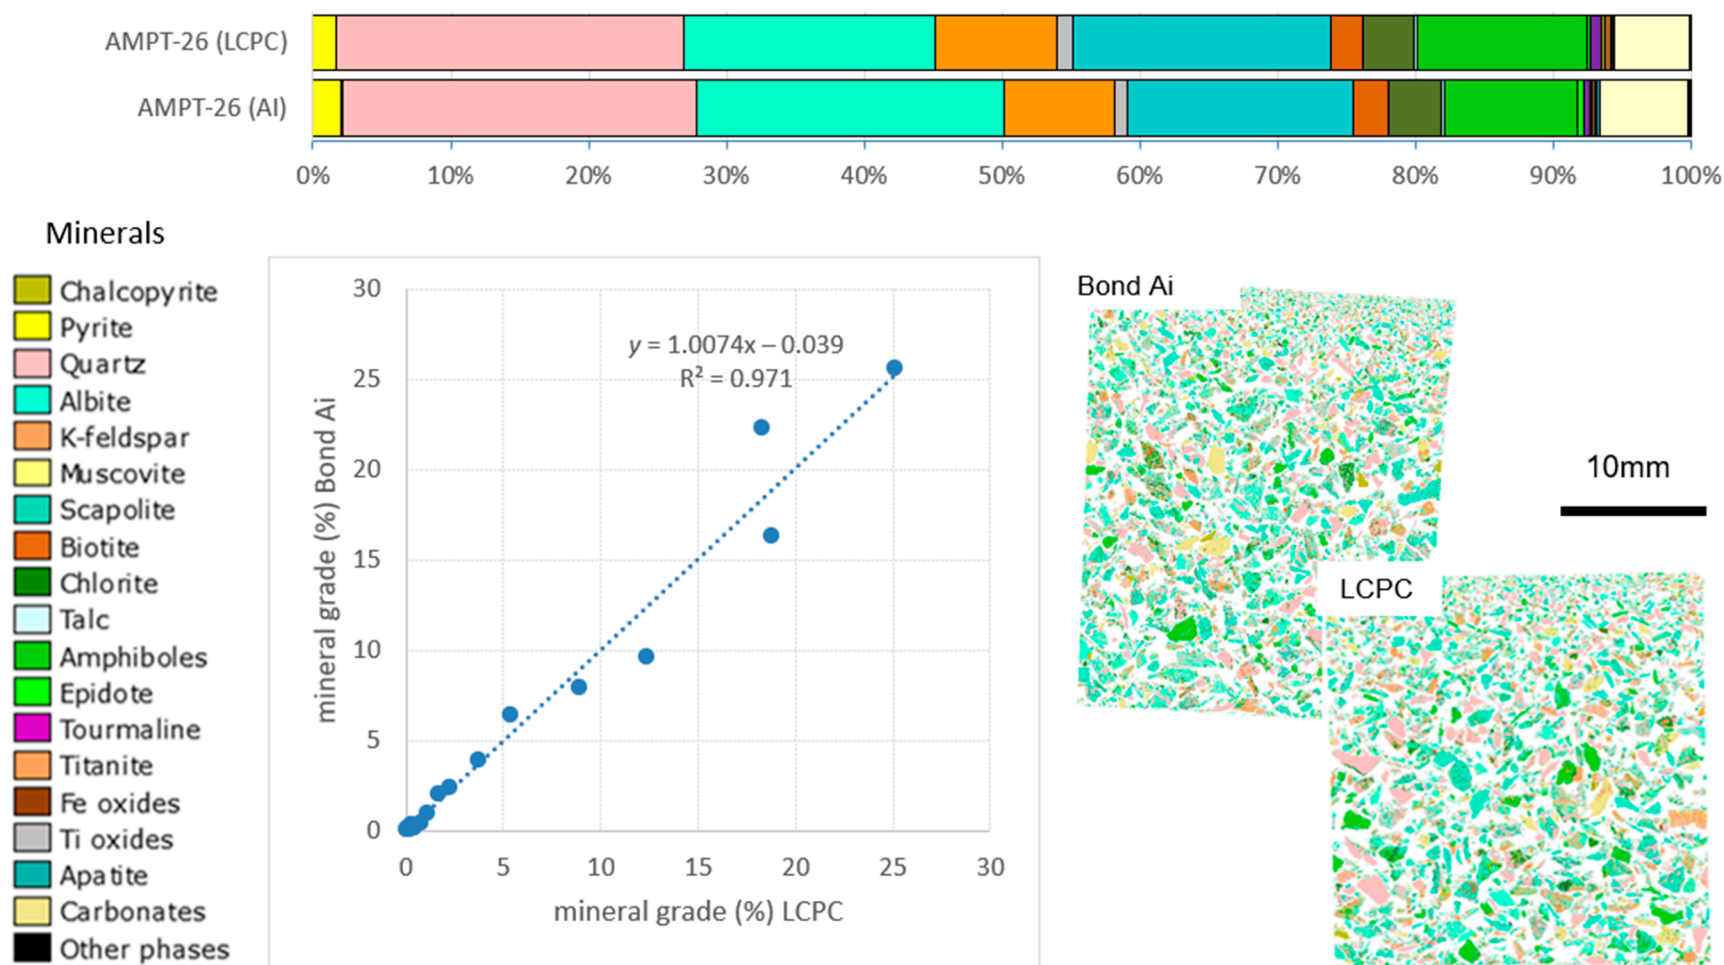 AMPT-26 (LCPC)
AMPT-26 (AI)
0% 10% 20% 30% 40% 50% 60% 70% 80% 90% 100%
Minerals
Chalcopyrite
Pyrite
Quartz
Albite
K-feldspar
Muscovite
Scapolite
Biotite
Chlorite
Talc
Amphiboles
Epidote
Tourmaline
Titanite
Fe oxides
Ti oxides
Apatite
Carbonates
Other phases
mineral grade (%) Bond Ai
30
25
20
15
10
5
0
y = 1.0074x – 0.039
R² = 0.971
0 5 10 15 20 25 30
mineral grade (%) LCPC
Bond Ai
10mm
LCPC